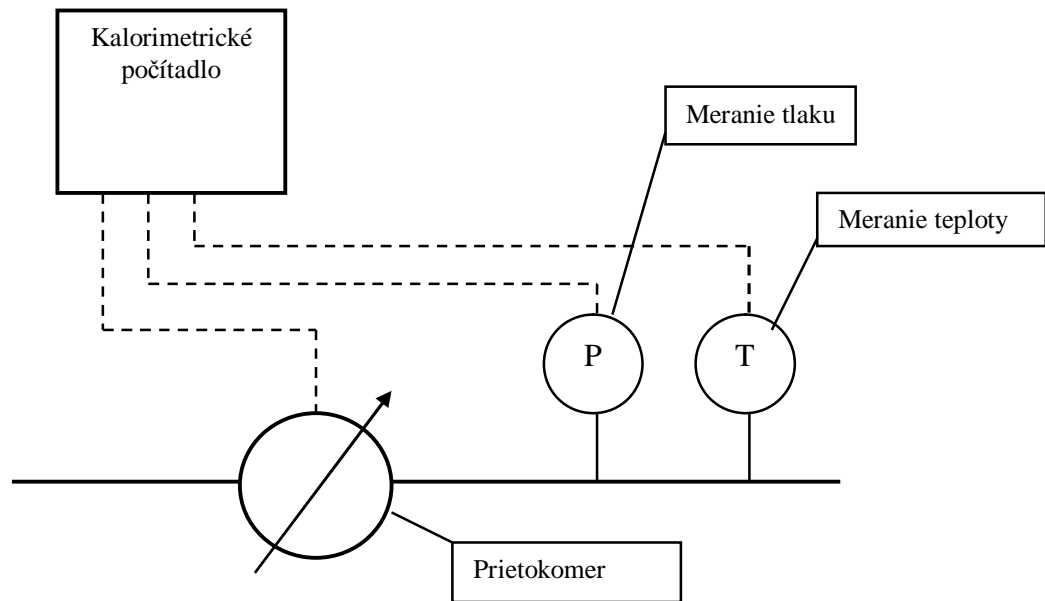 Kalorimetrické
počítadlo
Meranie tlaku
Meranie teploty
P
T
Prietokomer